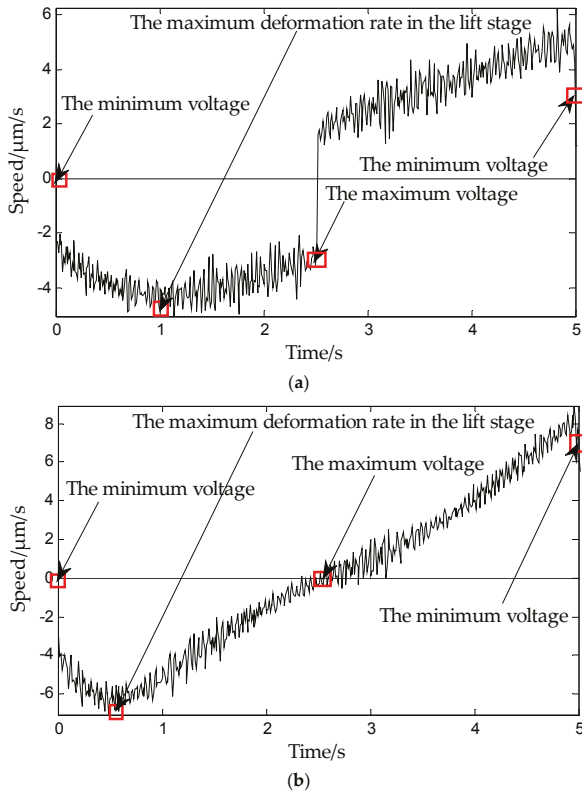 The maximum deformation rate in the lift stage
6
4
The minimum voltage
2
Speed/μm/s
The minimum voltage
0
The maximum voltage
-2
-4
0 1 2 3 4 5
Time/s
(a)
8
The maximum deformation rate in the lift stage
6
The maximum voltage
4
The minimum voltage
2
Speed/μm/s
0
The minimum voltage
-2
-4
-6
0 1 2 3 4 5
Time/s
(b)